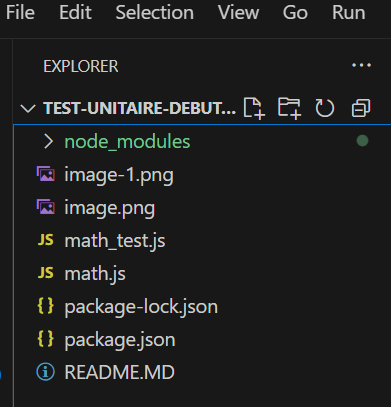 File Edit Selection View Go Run
EXPLORER
TEST-UNITAIRE-DEBUT...
node_modules
image-1.png
image.png
JS math_test.js
JS math.js
{} package-lock.json
{} package.json
README.MD